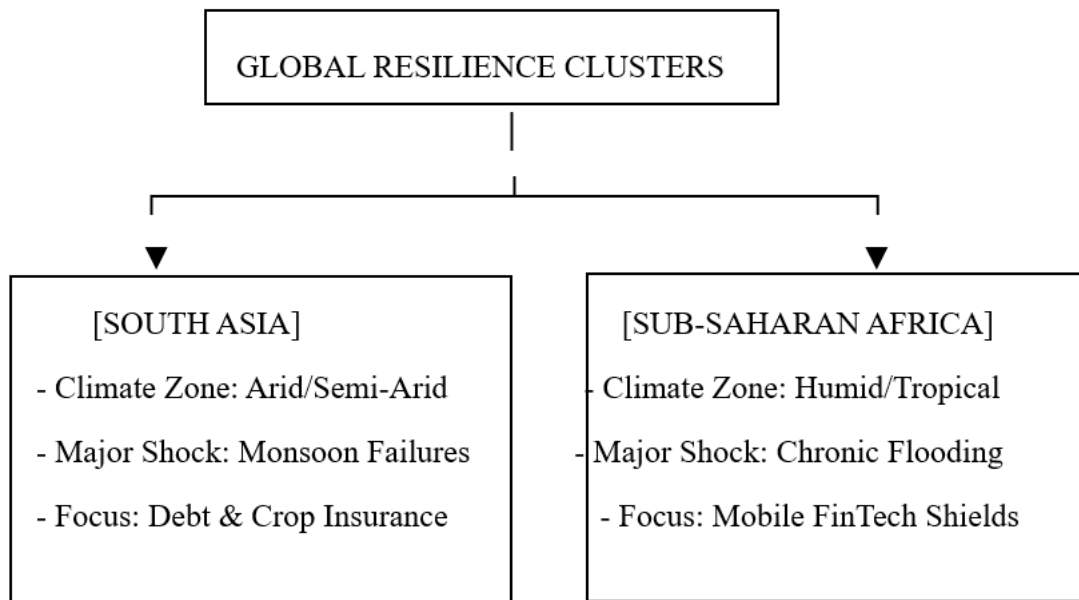 GLOBAL RESILIENCE CLUSTERS
[SOUTH ASIA]
- Climate Zone: Arid/Semi-Arid
- Major Shock: Monsoon Failures
- Focus: Debt & Crop Insurance
[SUB-SAHARAN AFRICA]
- Climate Zone: Humid/Tropical
- Major Shock: Chronic Flooding
- Focus: Mobile FinTech Shields